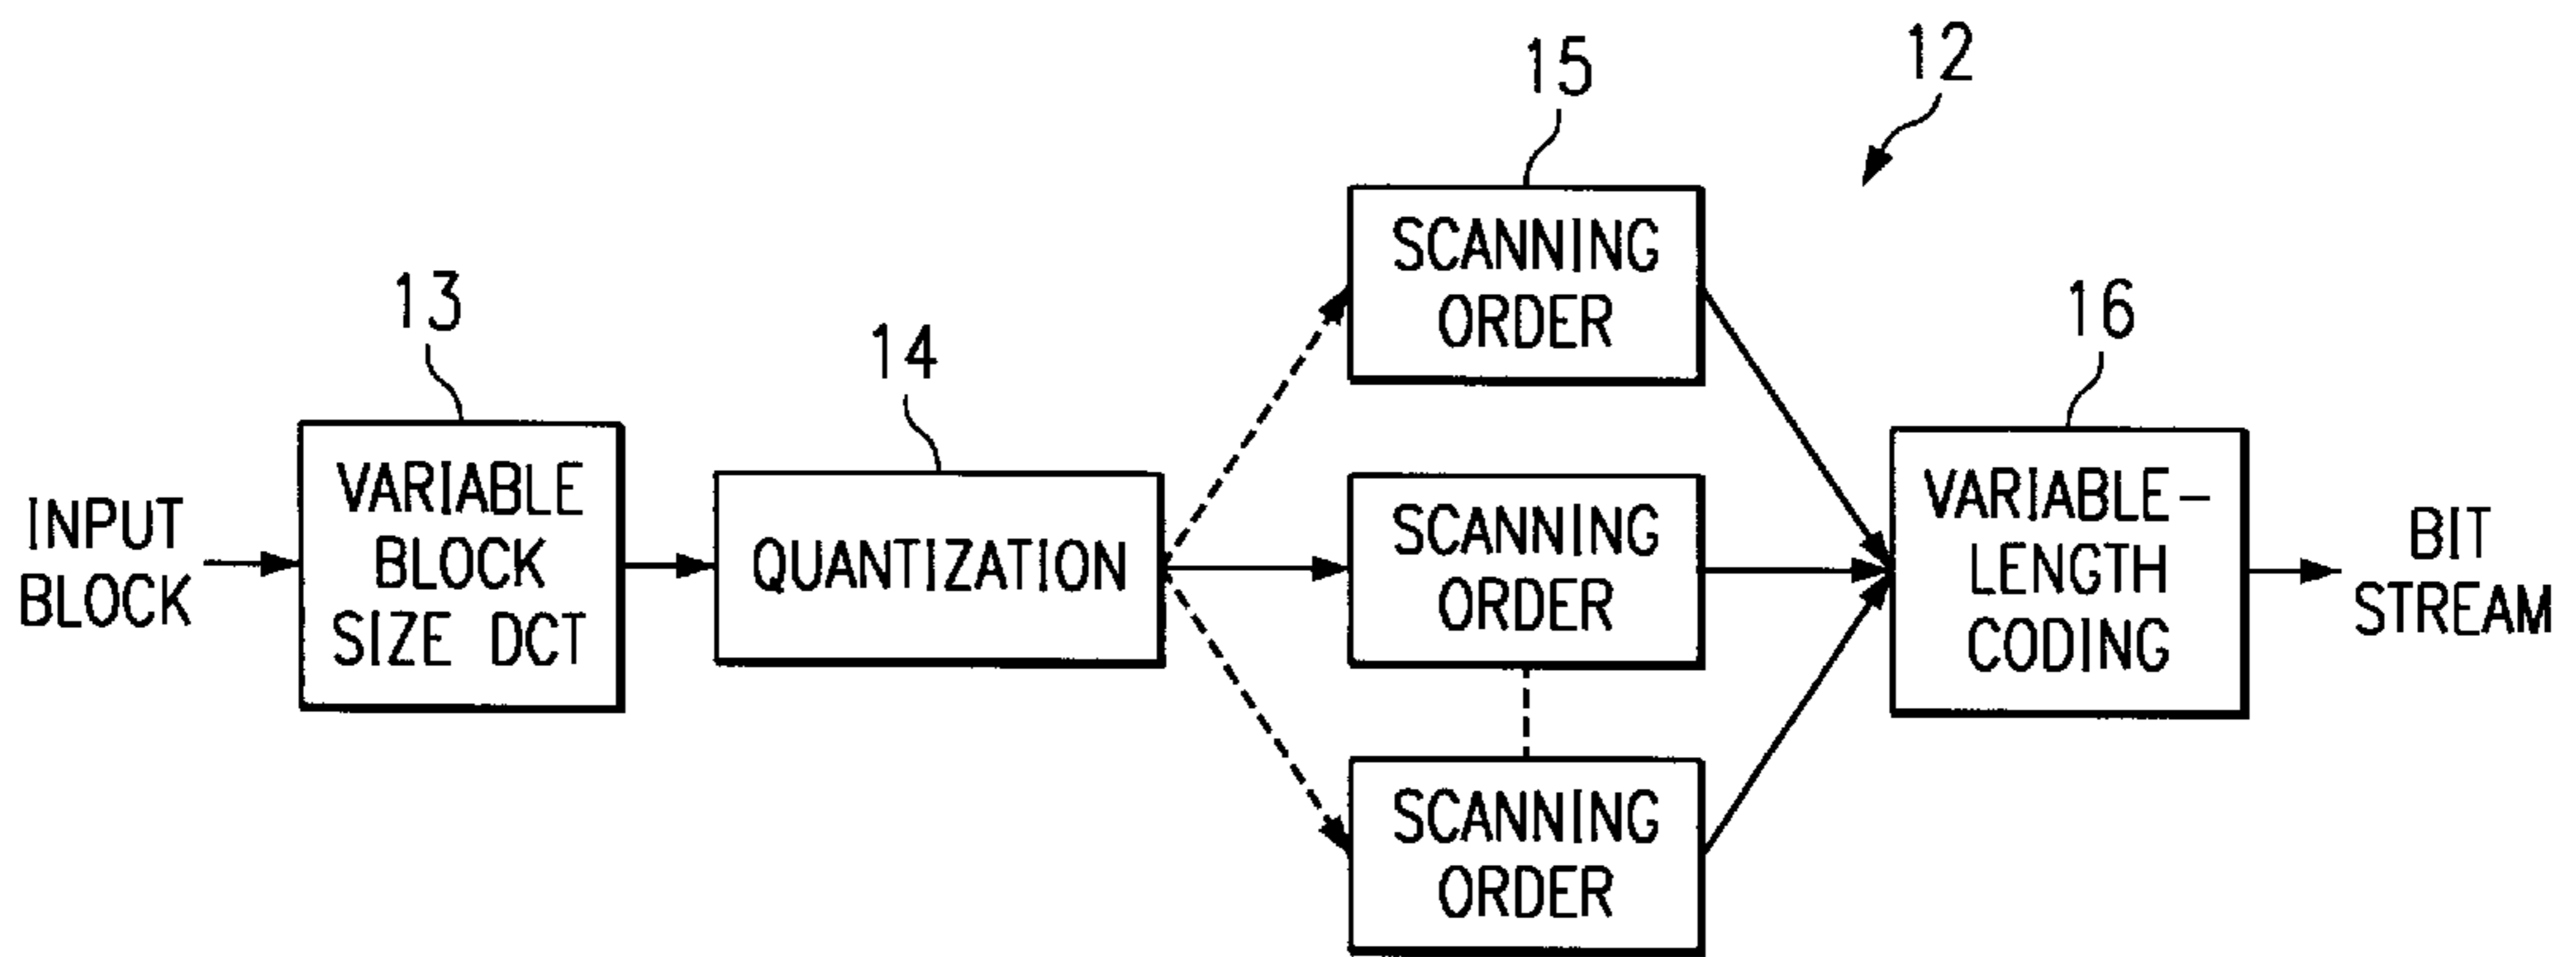 12
15
13
14
16
INPUT
BLOCK
VARIABLE
BLOCK
SIZE DCT
QUANTIZATION
SCANNING
ORDER
SCANNING
ORDER
SCANNING
ORDER
VARIABLE-
LENGTH
CODING
BIT
STREAM